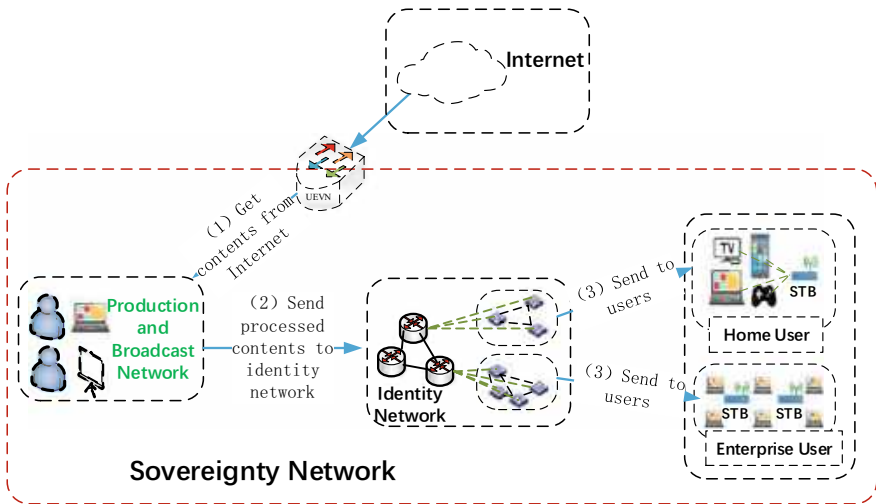 Internet
UEVN
(1) Get
contents from
Internet
Production
and
Broadcast
Network
(2) Send
processed
contents to
identity
network
Identity
Network
(3) Send to
users
(3) Send to
users
TV
STB
Home User
STB
STB
Enterprise User
Sovereignty Network